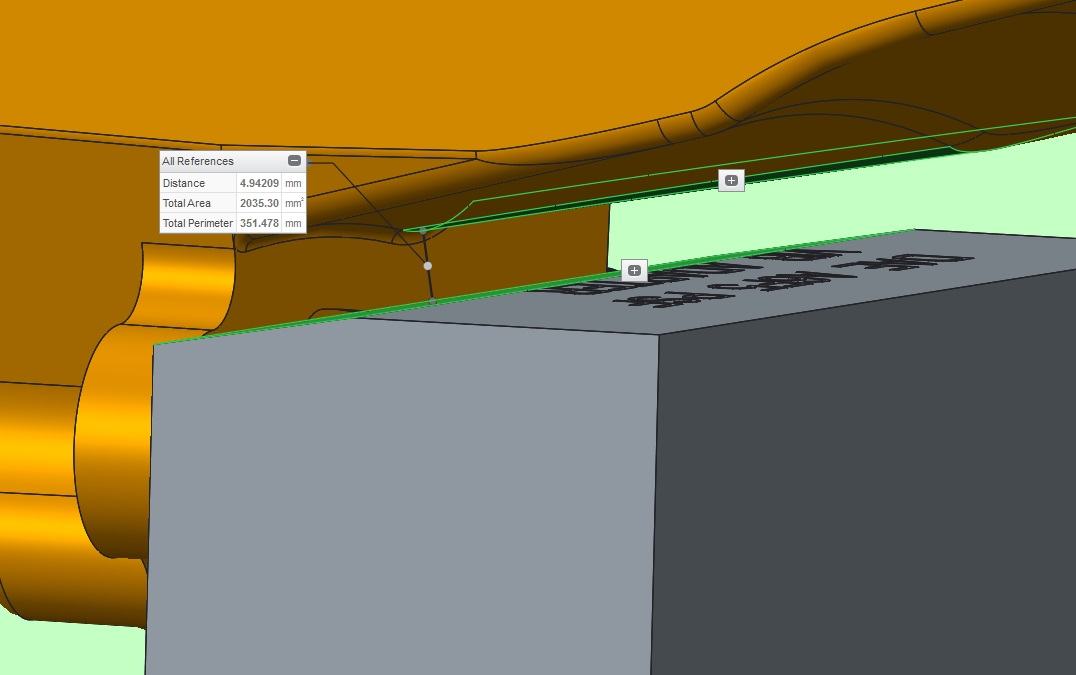 All References
Distance 4.94209 mm
Total Area 2035.30 mm²
Total Perimeter 351.478 mm